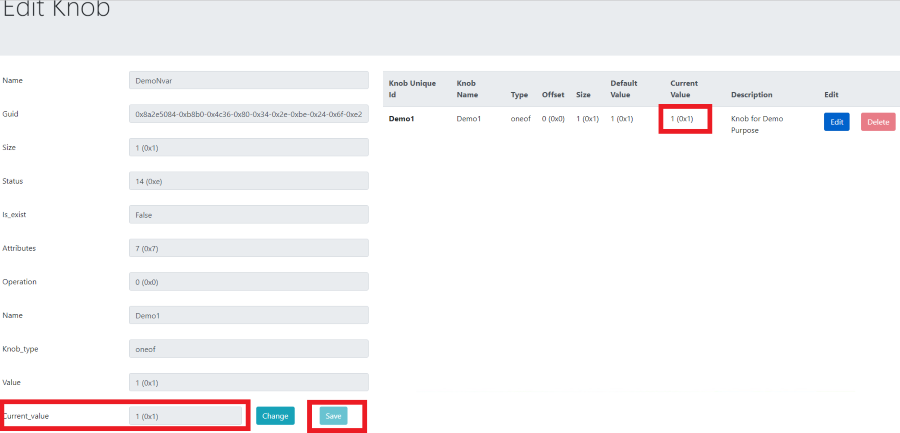 Edit Knob
Name DemoNvar
Guid 0x8a2e5084-0xb8b0-0x4c36-0x80-0x34-0x2e-0xbe-0x24-0x6f-0xe2
Size 1 (0x1)
Status 14 (0xe)
Is_exist False
Attributes 7 (0x7)
Operation 0 (0x0)
Name Demo1
Knob_type oneof
Value 1 (0x1)
Current_value 1 (0x1) Change Save
Knob Unique Id Knob Name Type Offset Size Default Value Current Value Description Edit
Demo1 Demo1 oneof 0 (0x0) 1 (0x1) 1 (0x1) 1 (0x1) Knob for Demo Purpose Edit Delete